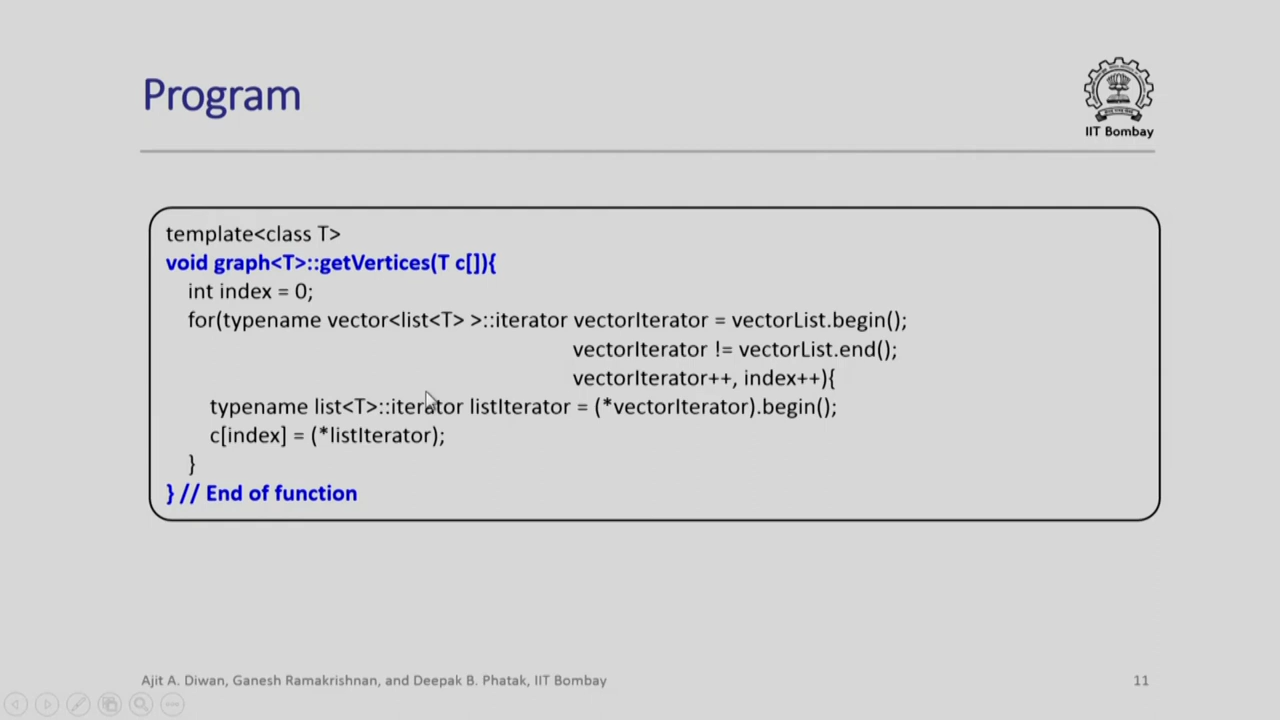 Program
IIT Bombay
template<class T>
void graph<T>::getVertices(T c[]){
int index = 0;
for(typename vector<list<T> >::iterator vectorIterator = vectorList.begin();
vectorIterator != vectorList.end();
vectorIterator++, index++){
typename list<T>::iterator listIterator = (*vectorIterator).begin();
c[index] = (*listIterator);
}
} // End of function
Ajit A. Diwan, Ganesh Ramakrishnan, and Deepak B. Phatak, IIT Bombay
11